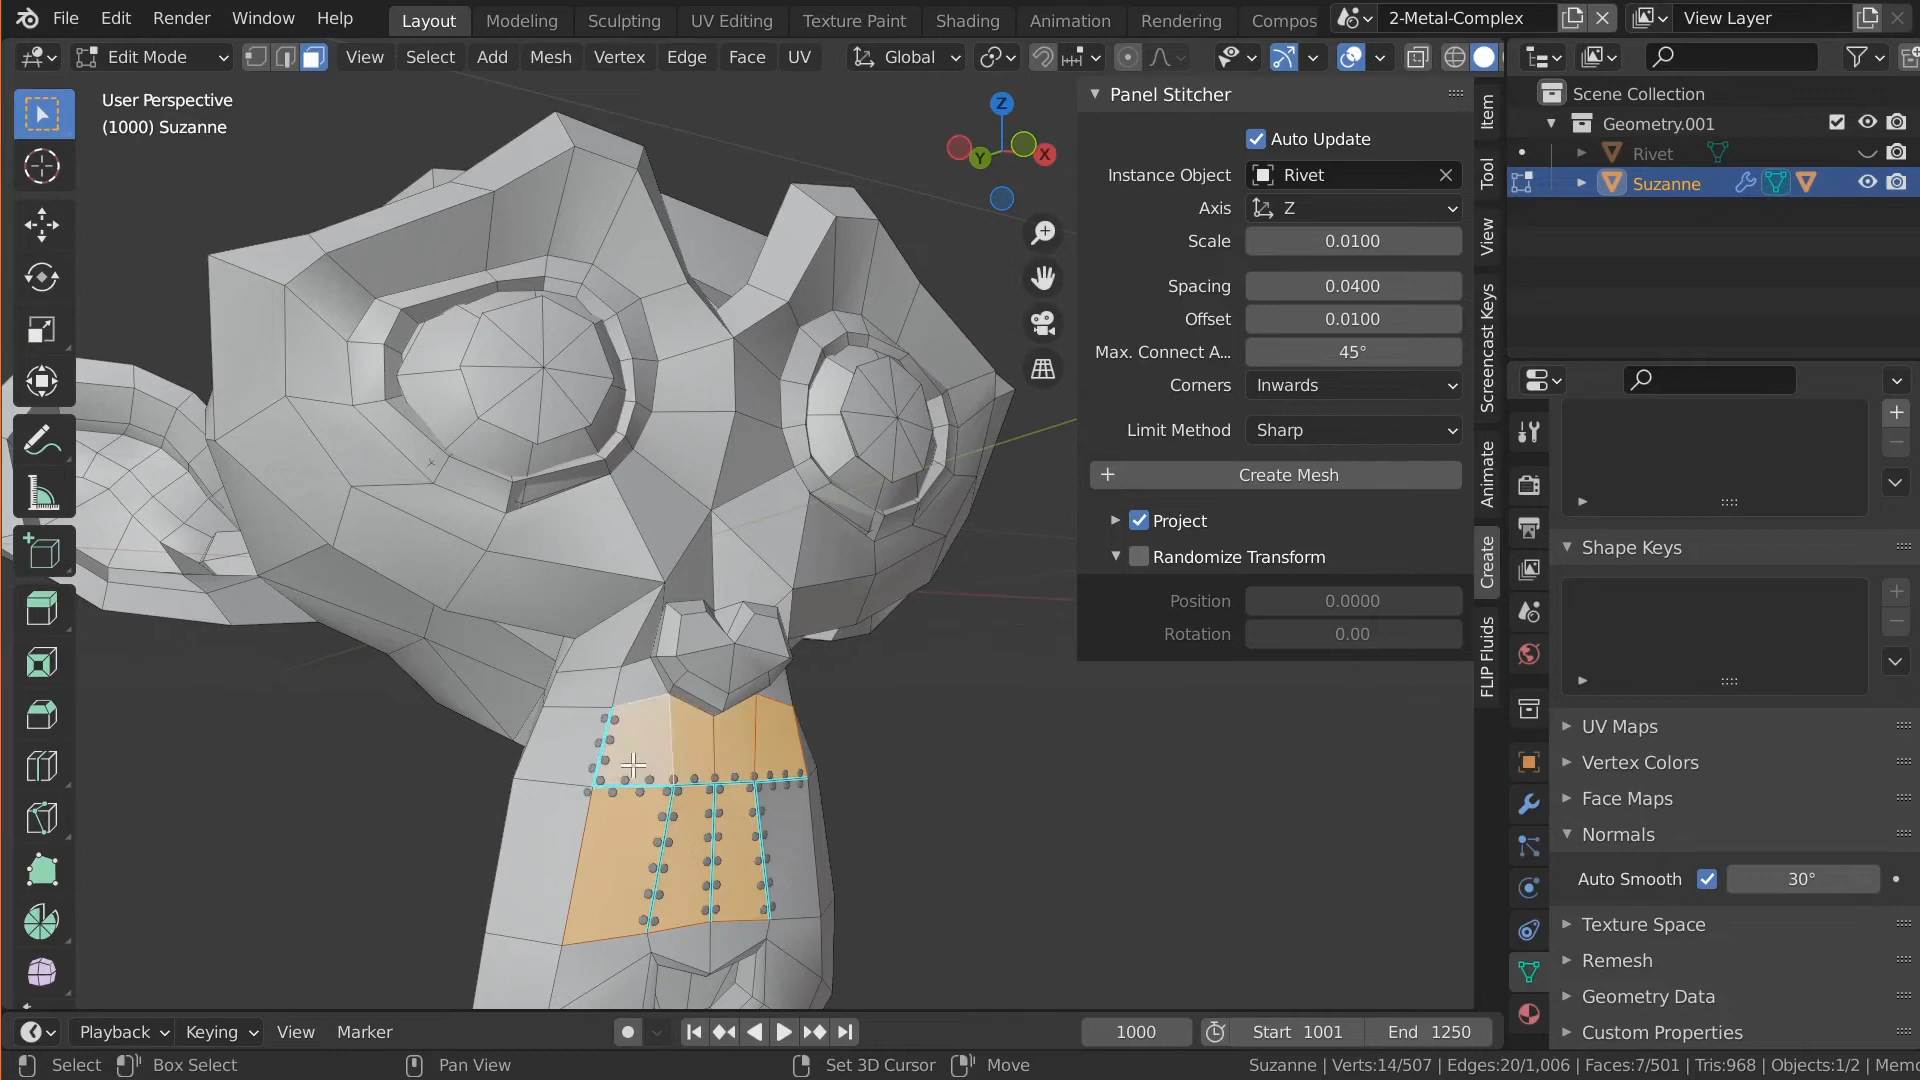 File Edit Render Window Help Layout Modeling Sculpting UV Editing Texture Paint Shading Animation Rendering Compos 2-Metal-Complex View Layer
Edit Mode View Select Add Mesh Vertex Edge Face UV Global
User Perspective
(1000) Suzanne
Z
Y
X
Panel Stitcher
Auto Update
Instance Object Rivet
Axis Z
Scale 0.0100
Spacing 0.0400
Offset 0.0100
Max. Connect A... 45°
Corners Inwards
Limit Method Sharp
Create Mesh
Project
Randomize Transform
Position 0.0000
Rotation 0.00
Item
Tool
View
Screencast Keys
Animate
Create
FLIP Fluids
Scene Collection
Geometry.001
Rivet
Suzanne
Shape Keys
UV Maps
Vertex Colors
Face Maps
Normals
Auto Smooth 30°
Texture Space
Remesh
Geometry Data
Custom Properties
Playback Keying View Marker 1000 Start 1001 End 1250
Select Box Select Pan View Set 3D Cursor Move Suzanne | Verts:14/507 | Edges:20/1,006 | Faces:7/501 | Tris:968 | Objects:1/2 | Memo